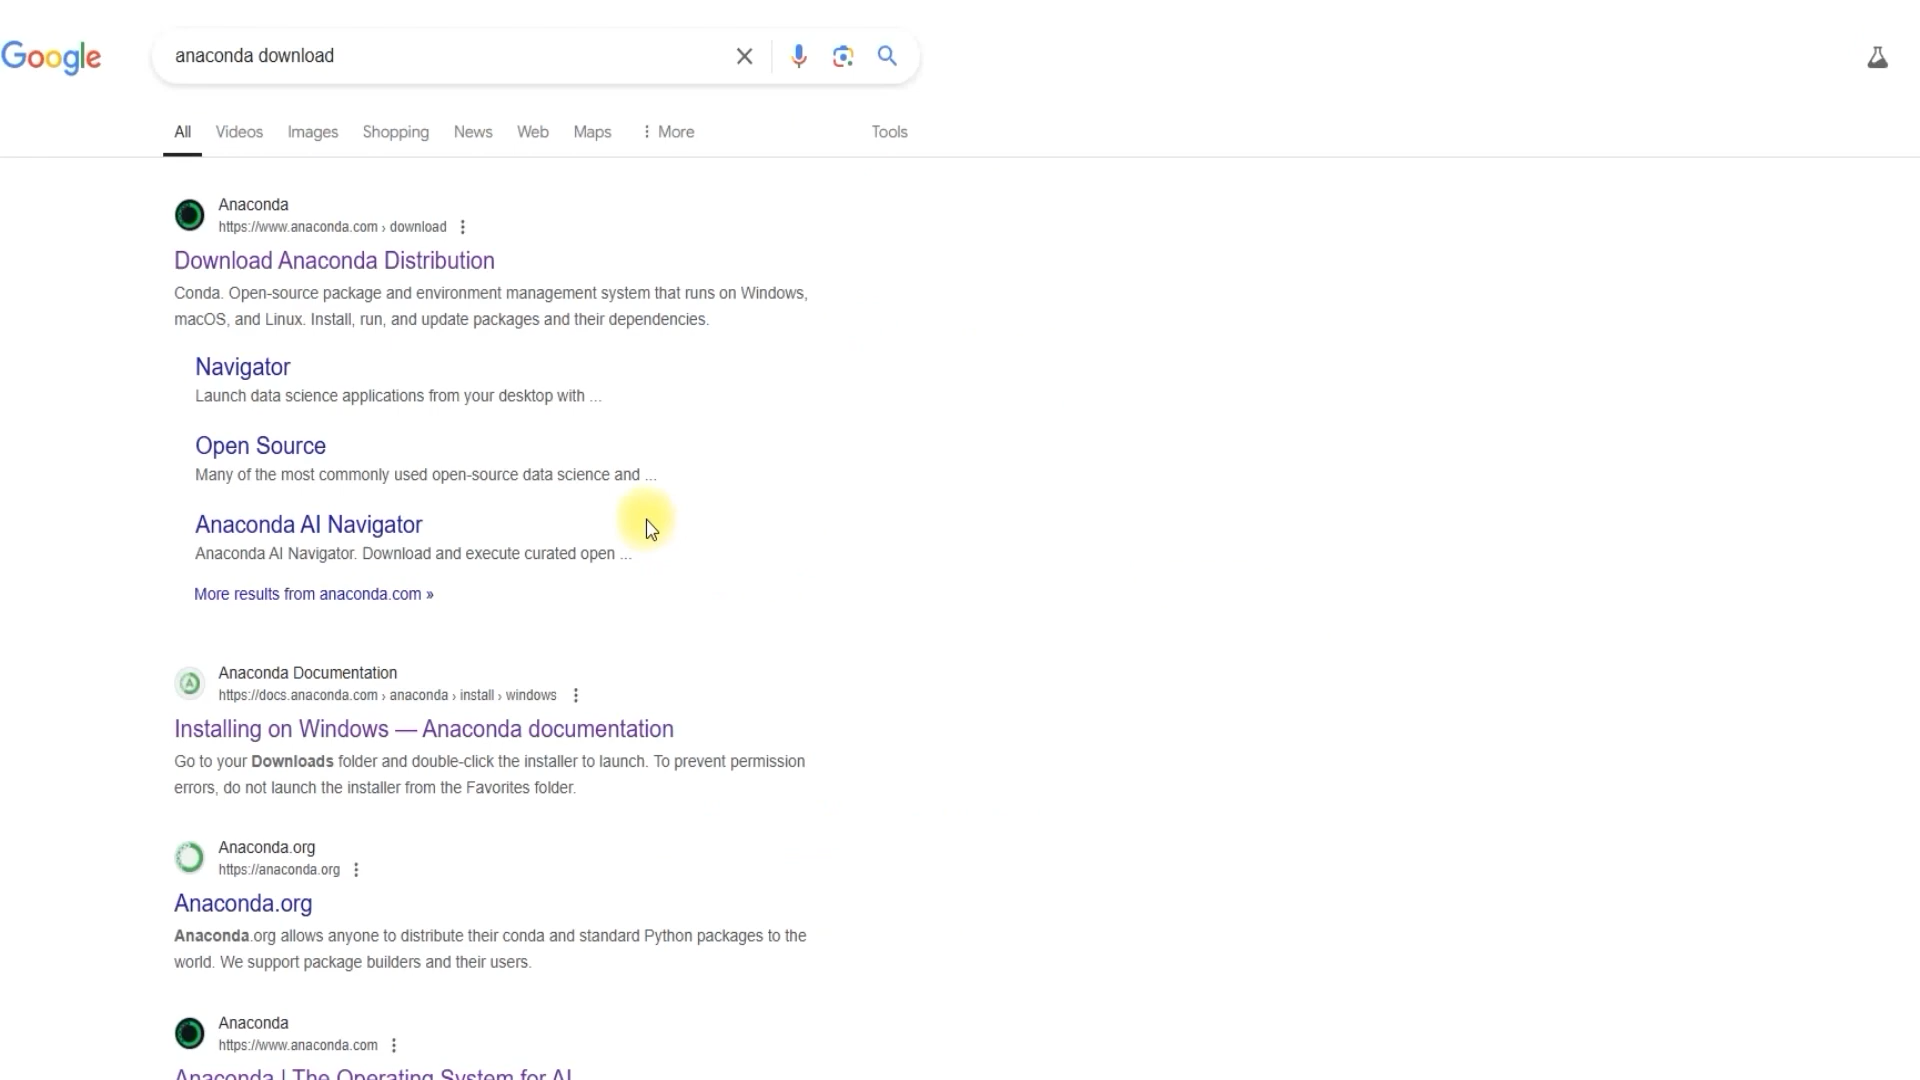 Google
anaconda download
All Videos Images Shopping News Web Maps More Tools
Anaconda
https://www.anaconda.com › download
Download Anaconda Distribution
Conda. Open-source package and environment management system that runs on Windows,
macOS, and Linux. Install, run, and update packages and their dependencies.
Navigator
Launch data science applications from your desktop with ...
Open Source
Many of the most commonly used open-source data science and ...
Anaconda AI Navigator
Anaconda AI Navigator. Download and execute curated open ...
More results from anaconda.com »
Anaconda Documentation
https://docs.anaconda.com › anaconda › install › windows
Installing on Windows — Anaconda documentation
Go to your Downloads folder and double-click the installer to launch. To prevent permission
errors, do not launch the installer from the Favorites folder.
Anaconda.org
https://anaconda.org
Anaconda.org
Anaconda.org allows anyone to distribute their conda and standard Python packages to the
world. We support package builders and their users.
Anaconda
https://www.anaconda.com
Anaconda | The Operating System for AI